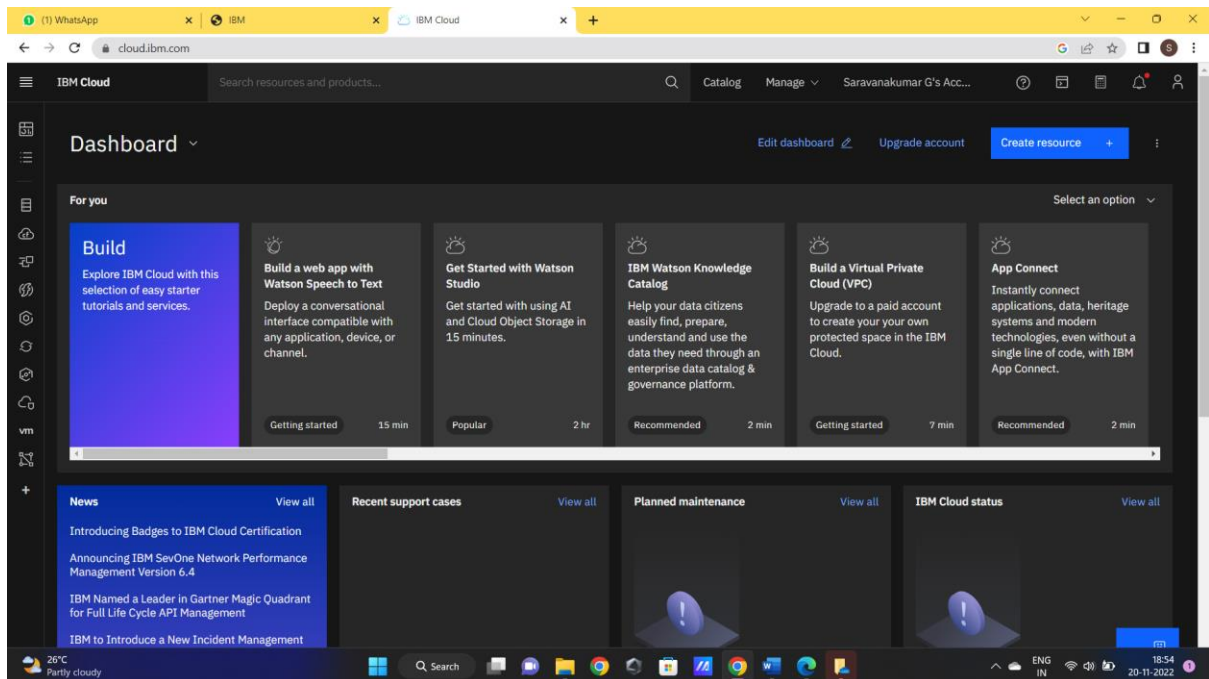 (1) WhatsApp
IBM
IBM Cloud
cloud.ibm.com
IBM Cloud
Search resources and products...
Catalog
Manage
Saravanakumar G's Acc...
Dashboard
Edit dashboard
Upgrade account
Create resource +
For you
Select an option
Build
Explore IBM Cloud with this
selection of easy starter
tutorials and services.
Build a web app with
Watson Speech to Text
Deploy a conversational
interface compatible with
any application, device, or
channel.
Getting started 15 min
Get Started with Watson
Studio
Get started with using AI
and Cloud Object Storage in
15 minutes.
Popular 2 hr
IBM Watson Knowledge
Catalog
Help your data citizens
easily find, prepare,
understand and use the
data they need through an
enterprise data catalog &
governance platform.
Recommended 2 min
Build a Virtual Private
Cloud (VPC)
Upgrade to a paid account
to create your your own
protected space in the IBM
Cloud.
Getting started 7 min
App Connect
Instantly connect
applications, data, heritage
systems and modern
technologies, even without a
single line of code, with IBM
App Connect.
Recommended 2 min
vm
News View all
Introducing Badges to IBM Cloud Certification
Announcing IBM SevOne Network Performance
Management Version 6.4
IBM Named a Leader in Gartner Magic Quadrant
for Full Life Cycle API Management
IBM to Introduce a New Incident Management
Recent support cases View all
Planned maintenance View all
IBM Cloud status View all
26°C
Partly cloudy
Search
ENG
IN
18:54
20-11-2022
1